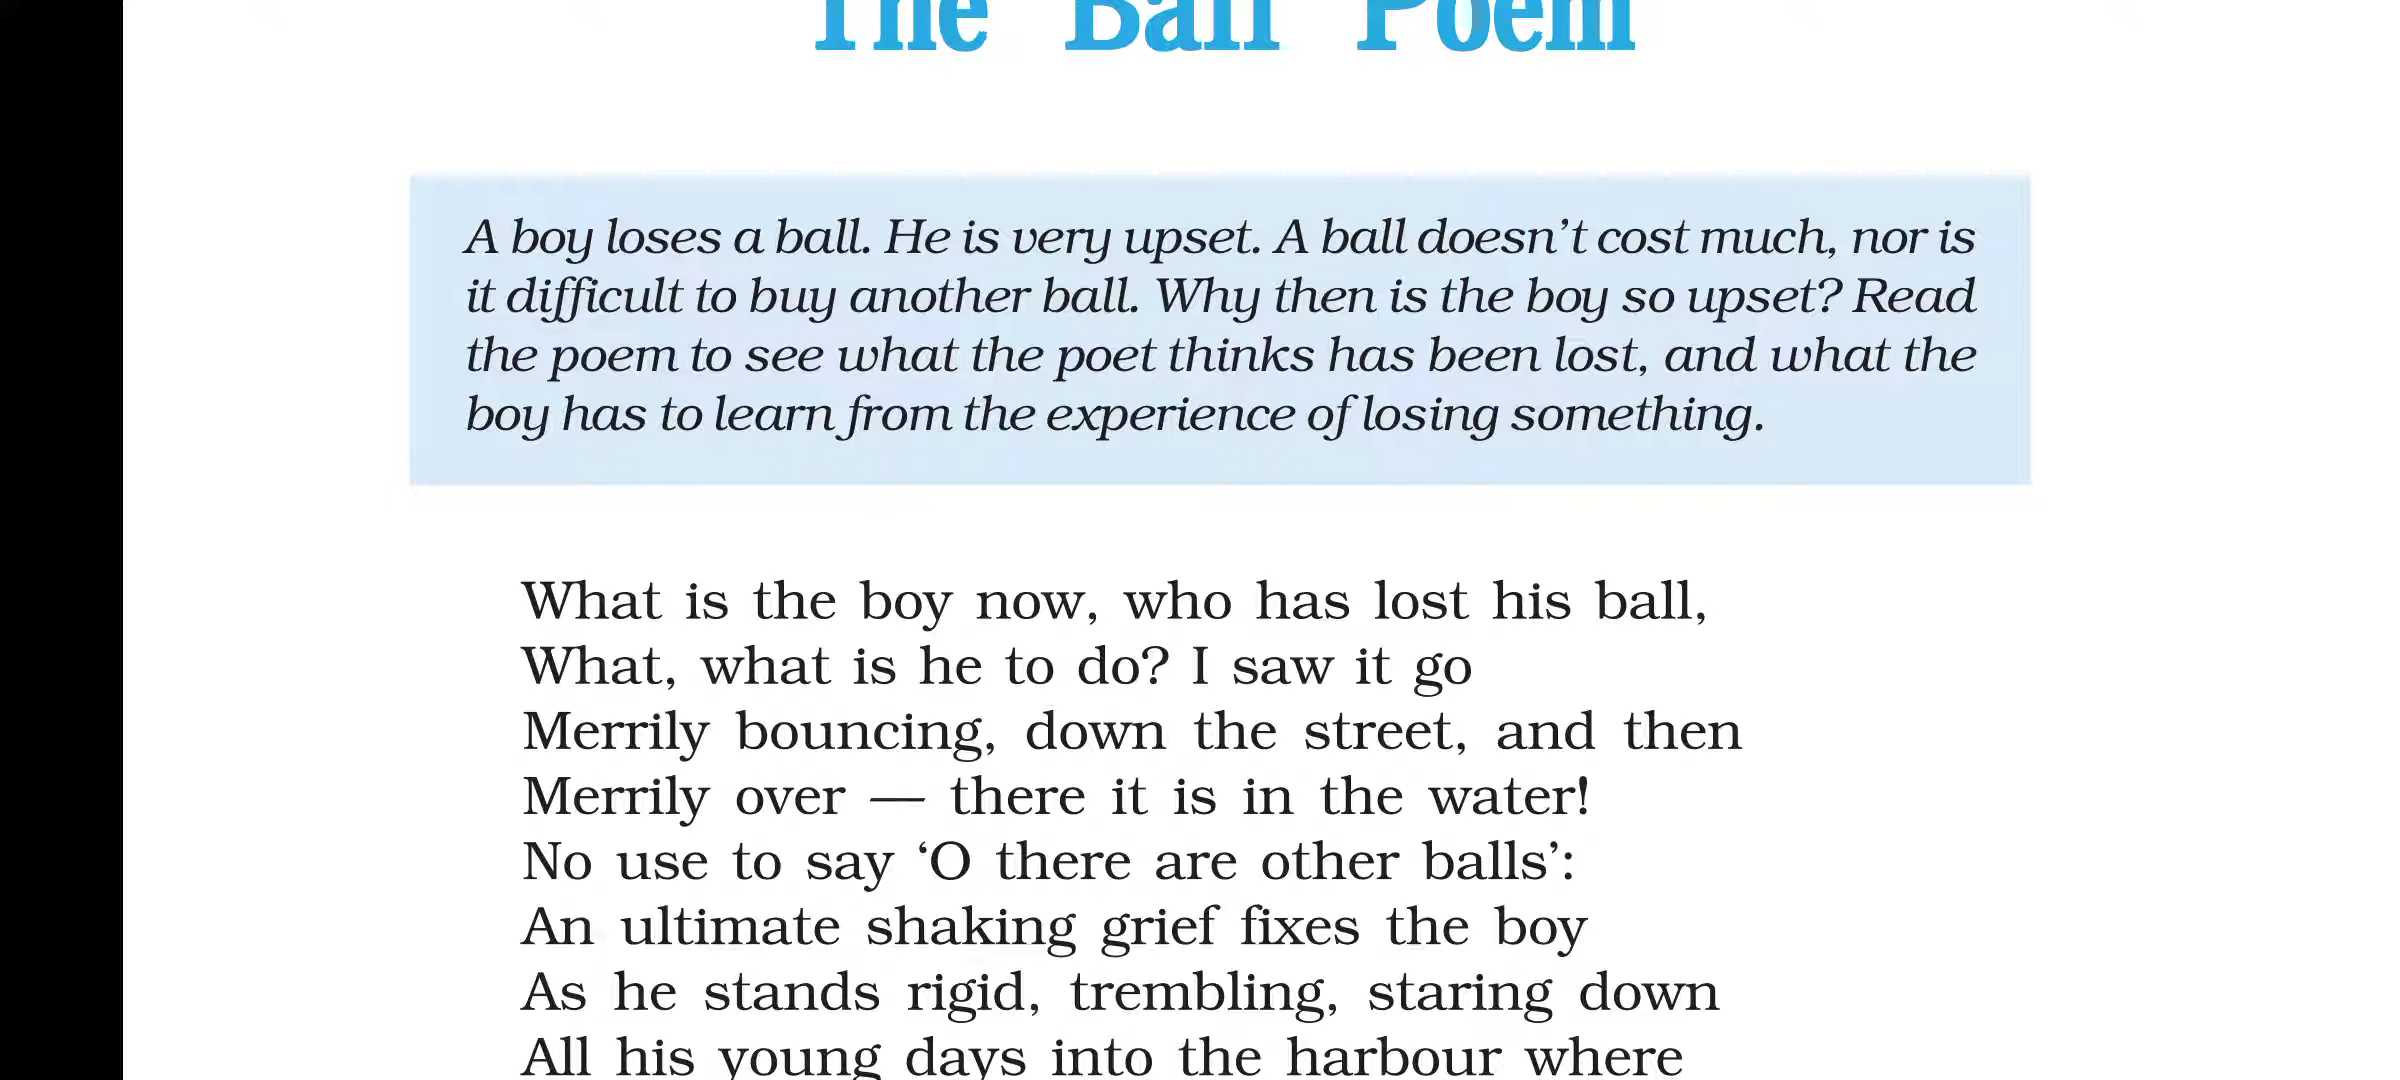 The Ball Poem
A boy loses a ball. He is very upset. A ball doesn’t cost much, nor is
it difficult to buy another ball. Why then is the boy so upset? Read
the poem to see what the poet thinks has been lost, and what the
boy has to learn from the experience of losing something.
What is the boy now, who has lost his ball,
What, what is he to do? I saw it go
Merrily bouncing, down the street, and then
Merrily over — there it is in the water!
No use to say ‘O there are other balls’:
An ultimate shaking grief fixes the boy
As he stands rigid, trembling, staring down
All his young days into the harbour where